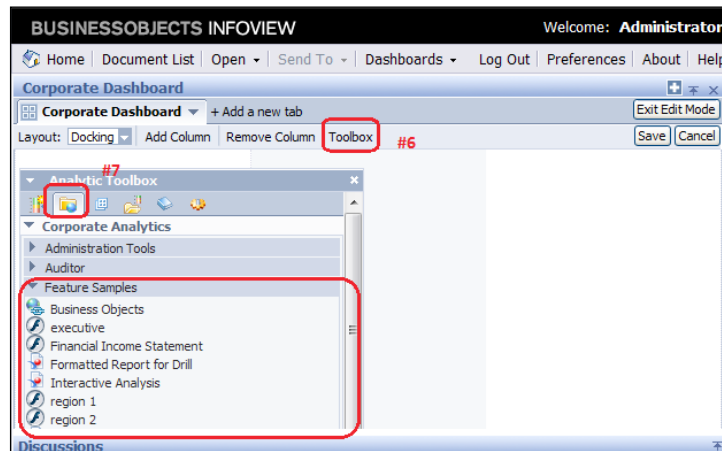 BUSINESSOBJECTS INFOVIEW Welcome: Administrator
Home Document List Open Send To Dashboards Log Out Preferences About Help
Corporate Dashboard
Corporate Dashboard + Add a new tab Exit Edit Mode
Layout: Docking Add Column Remove Column Toolbox #6 Save Cancel
#7
Analytic Toolbox
Corporate Analytics
Administration Tools
Auditor
Feature Samples
Business Objects
executive
Financial Income Statement
Formatted Report for Drill
Interactive Analysis
region 1
region 2
Discussions